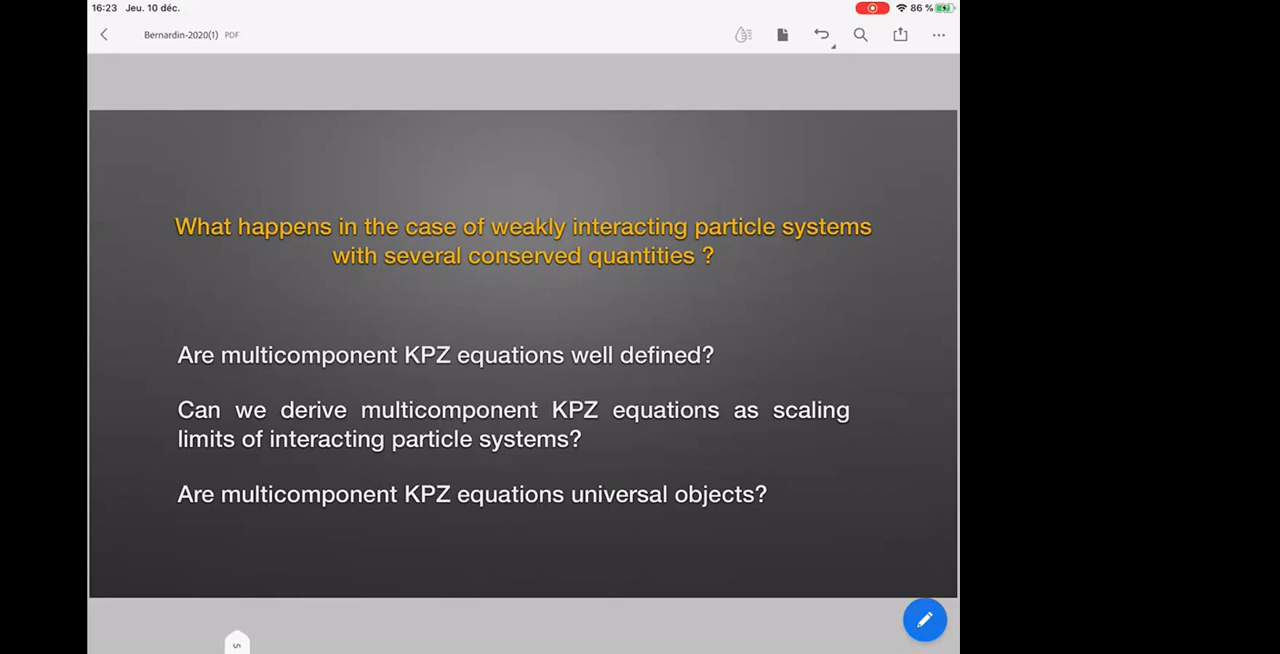 16:23 Jeu. 10 déc.
86 %
Bernardin-2020(1) PDF
What happens in the case of weakly interacting particle systems
with several conserved quantities ?
Are multicomponent KPZ equations well defined?
Can we derive multicomponent KPZ equations as scaling
limits of interacting particle systems?
Are multicomponent KPZ equations universal objects?
5